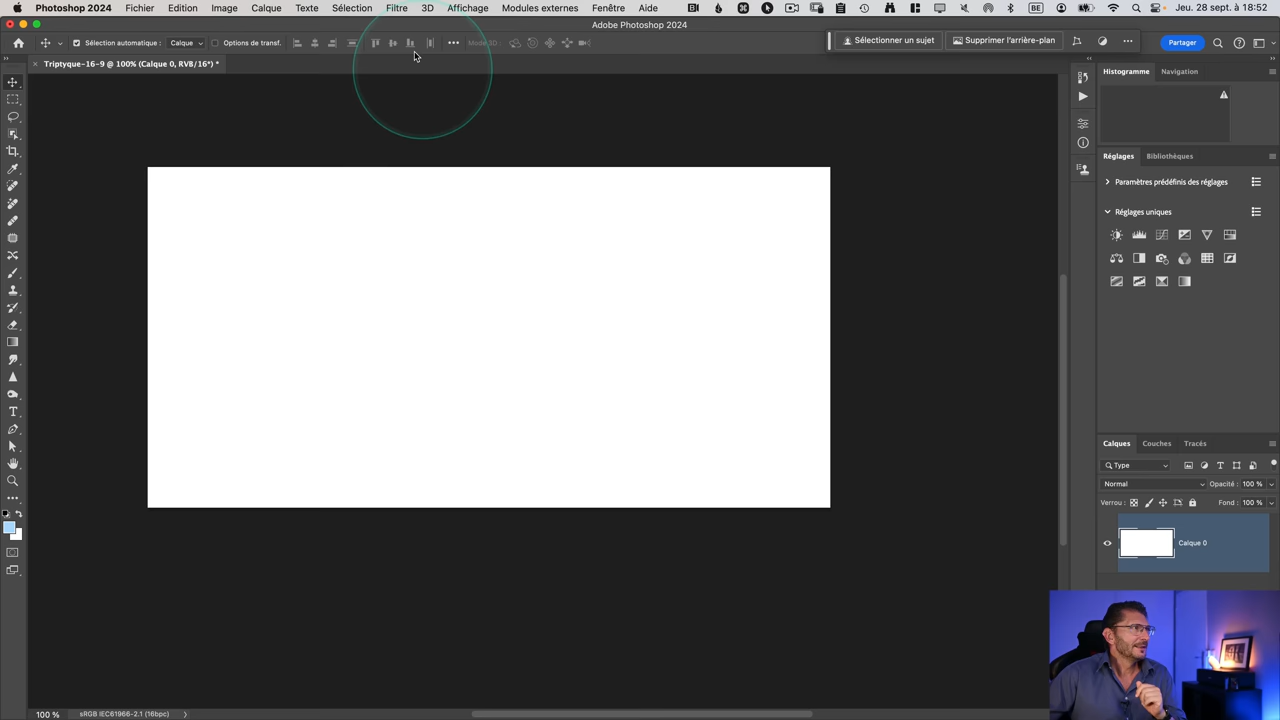 Photoshop 2024 Fichier Edition Image Calque Texte Sélection Filtre 3D Affichage Modules externes Fenêtre Aide BE Jeu. 28 sept. à 18:52
Adobe Photoshop 2024
Sélection automatique : Calque Options de transf. Mode 3D : Sélectionner un sujet Supprimer l'arrière-plan Partager
Triptyque-16-9 @ 100% (Calque 0, RVB/16*) *
Histogramme Navigation
Réglages Bibliothèques
Paramètres prédéfinis des réglages
Réglages uniques
Calques Couches Tracés
Type
Normal Opacité : 100 %
Verrou : Fond : 100 %
Calque 0
100 % sRGB IEC61966-2.1 (16bpc)